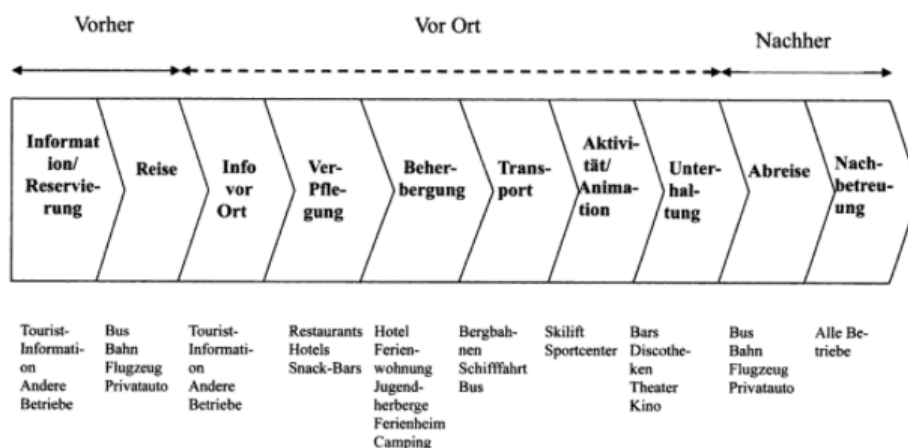 Vorher
Vor Ort
Nachher
Informat
ion/
Reservie-
rung
Reise
Info
vor
Ort
Ver-
Pfle-
gung
Beher-
bergung
Trans-
port
Aktivi-
tät/
Anima-
tion
Unter-
hal-
tung
Abreise
Nach-
betreu-
ung
Tourist-
Informati-
on
Andere
Betriebe
Bus
Bahn
Flugzeug
Privatauto
Tourist-
Informati-
on
Andere
Betriebe
Restaurants
Hotels
Snack-Bars
Hotel
Ferien-
wohnung
Jugend-
herberge
Ferienheim
Camping
Bergbah-
nen
Schifffahrt
Bus
Skilift
Sportcenter
Bars
Discothe-
ken
Theater
Kino
Bus
Bahn
Flugzeug
Privatauto
Alle Be-
triebe